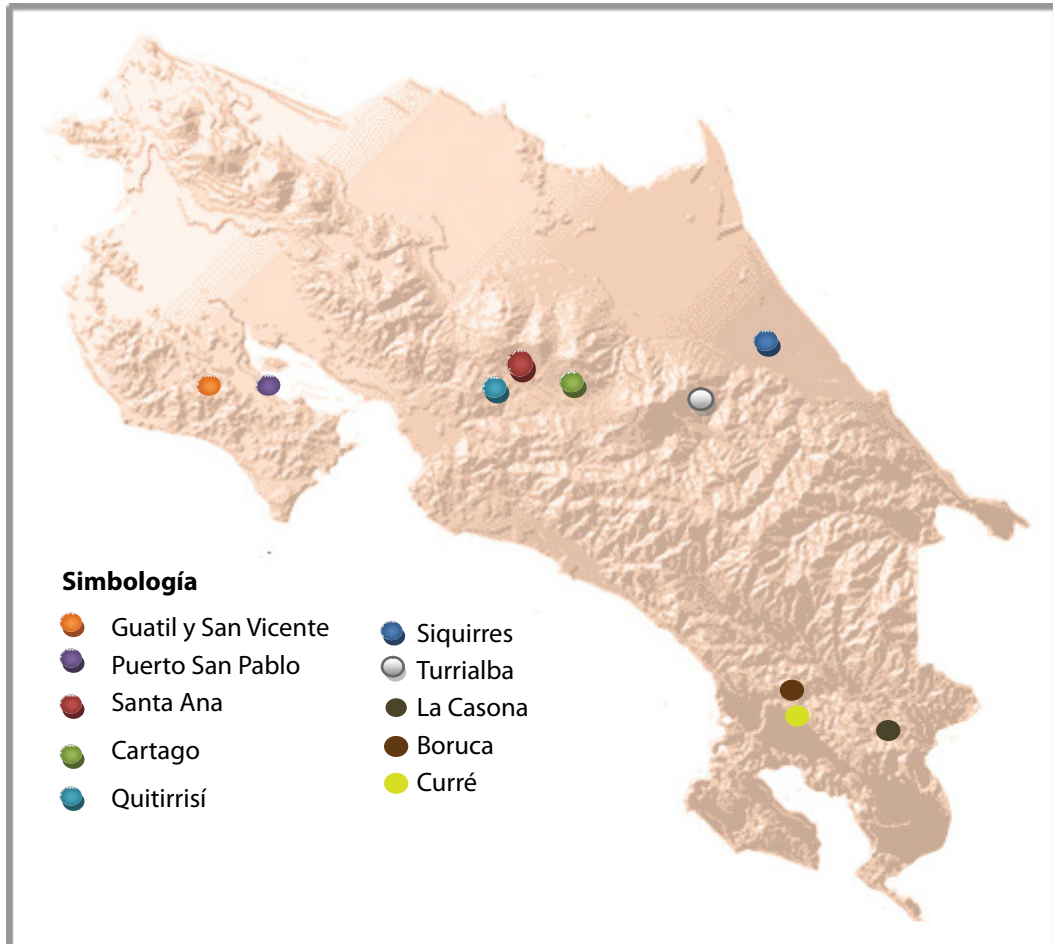 Simbología
Guatil y San Vicente
Puerto San Pablo
Santa Ana
Cartago
Quitirrisí
Siquirres
Turrialba
La Casona
Boruca
Curré